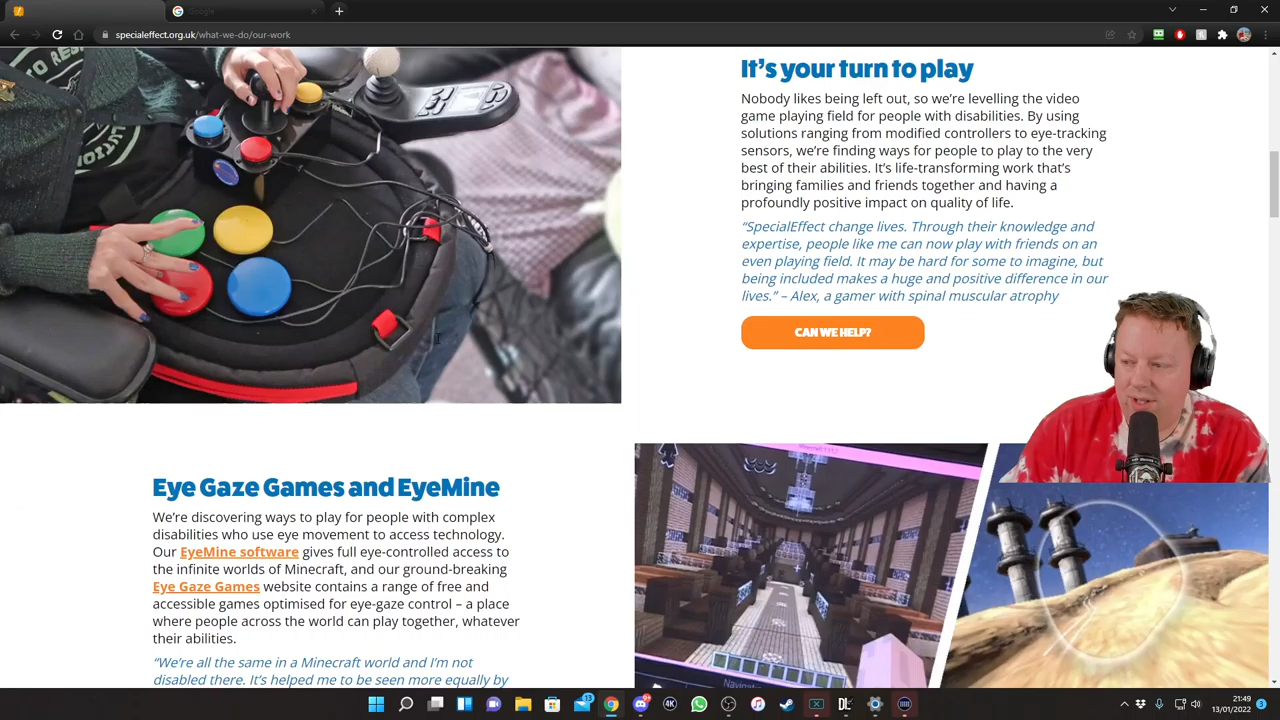 Google
specialeffect.org.uk/what-we-do/our-work
It's your turn to play
Nobody likes being left out, so we're levelling the video
game playing field for people with disabilities. By using
solutions ranging from modified controllers to eye-tracking
sensors, we're finding ways for people to play to the very
best of their abilities. It's life-transforming work that's
bringing families and friends together and having a
profoundly positive impact on quality of life.
“SpecialEffect change lives. Through their knowledge and
expertise, people like me can now play with friends on an
even playing field. It may be hard for some to imagine, but
being included makes a huge and positive difference in our
lives.” – Alex, a gamer with spinal muscular atrophy
CAN WE HELP?
Eye Gaze Games and EyeMine
We're discovering ways to play for people with complex
disabilities who use eye movement to access technology.
Our EyeMine software gives full eye-controlled access to
the infinite worlds of Minecraft, and our ground-breaking
Eye Gaze Games website contains a range of free and
accessible games optimised for eye-gaze control – a place
where people across the world can play together, whatever
their abilities.
“We're all the same in a Minecraft world and I'm not
disabled there. It's helped me to be seen more equally by
21:49
13/01/2022